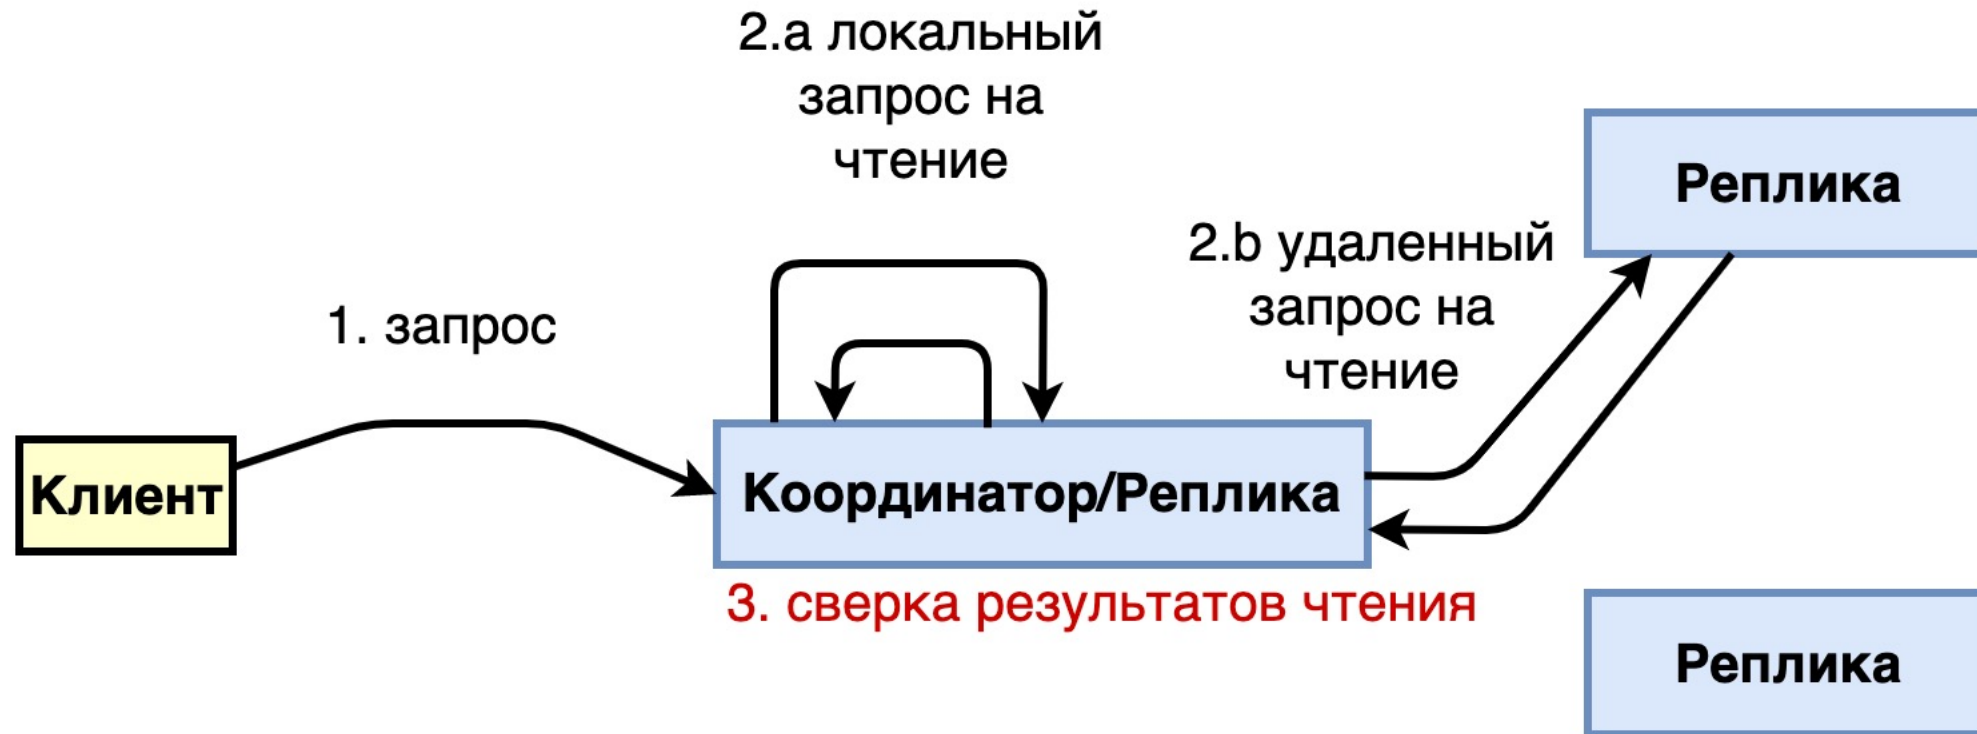 2.a локальный
запрос на
чтение
Реплика
2.b удаленный
запрос на
чтение
1. запрос
Клиент
Координатор/Реплика
3. сверка результатов чтения
Реплика